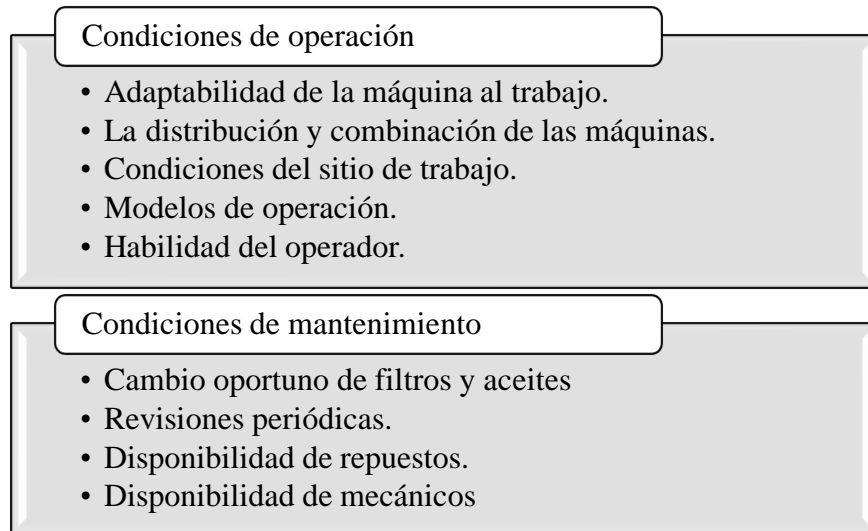 Condiciones de operación
• Adaptabilidad de la máquina al trabajo.
• La distribución y combinación de las máquinas.
• Condiciones del sitio de trabajo.
• Modelos de operación.
• Habilidad del operador.
Condiciones de mantenimiento
• Cambio oportuno de filtros y aceites
• Revisiones periódicas.
• Disponibilidad de repuestos.
• Disponibilidad de mecánicos